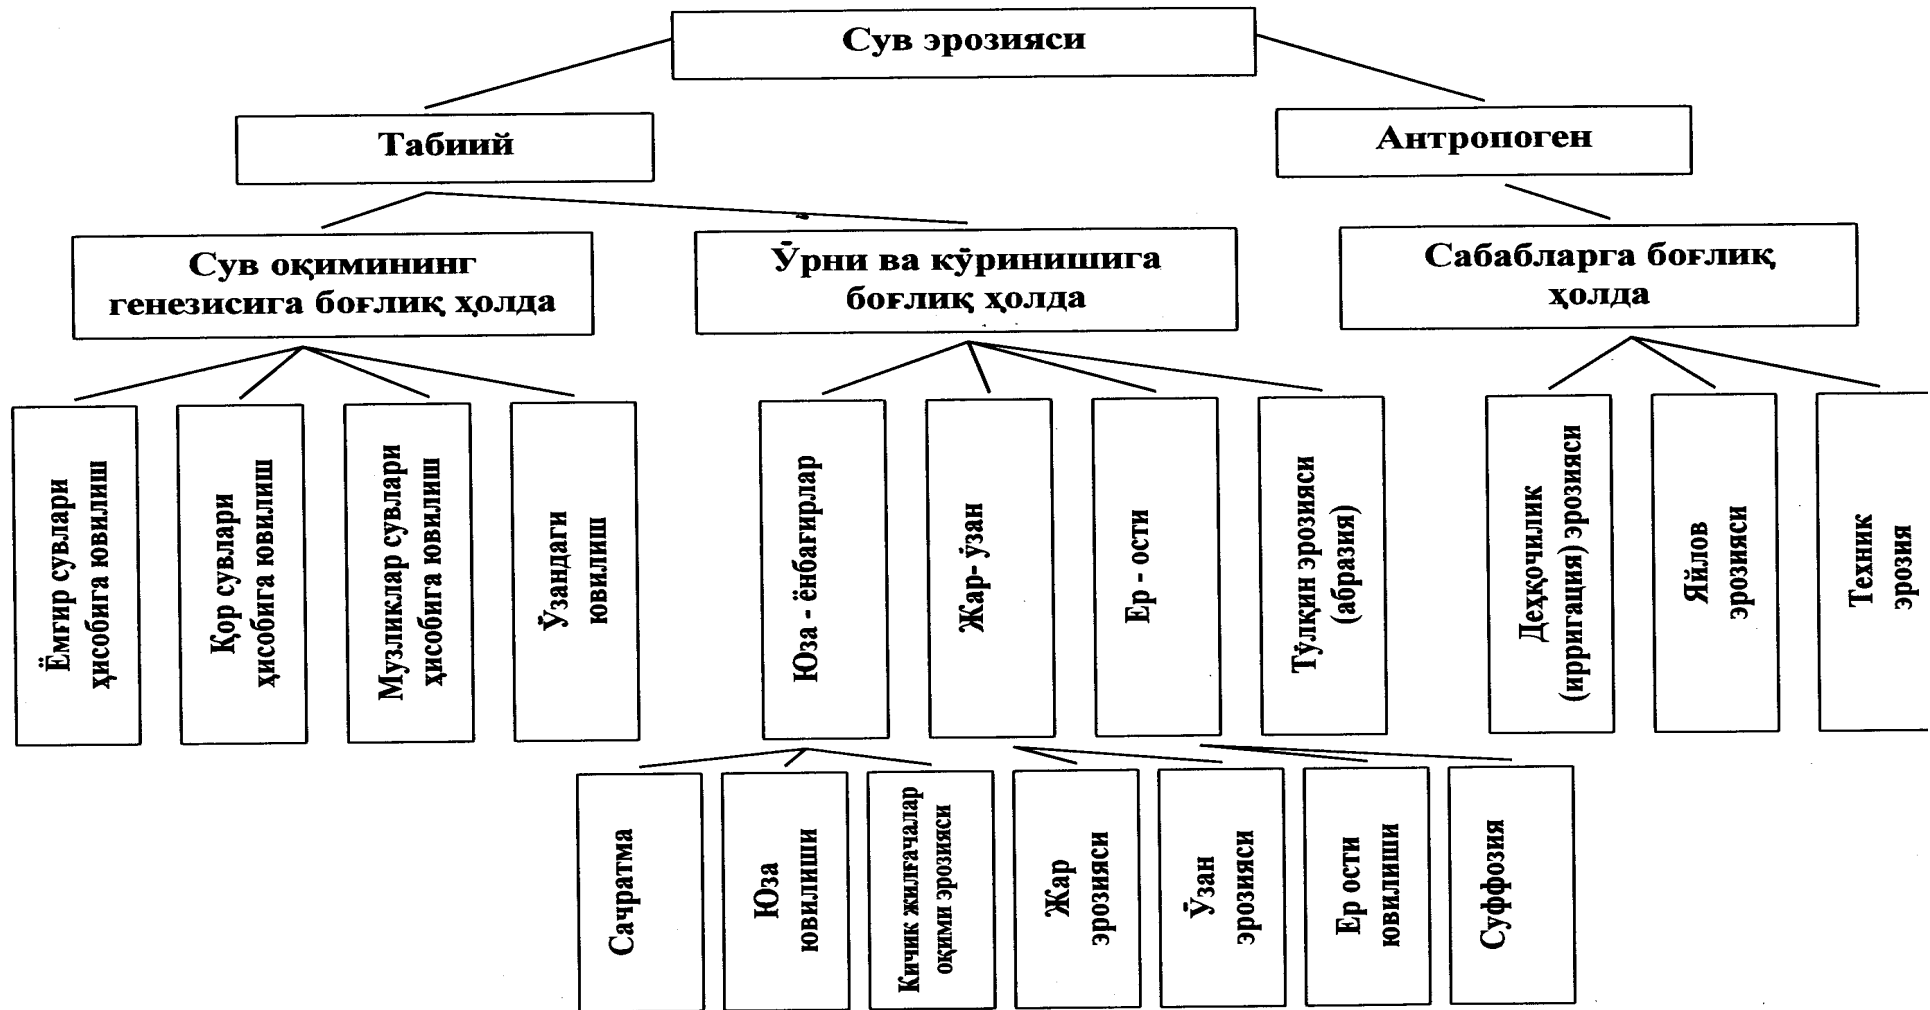 Сув эрозияси
Табиий
Антропоген
Сув оқимининг
генезисига боғлиқ ҳолда
Ўрни ва кўринишига
боғлиқ ҳолда
Сабабларга боғлиқ
ҳолда
Ёмғир сувлари
ҳисобига ювилиш
Қор сувлари
ҳисобига ювилиш
Музликлар сувлари
ҳисобига ювилиш
Ўзандаги
ювилиш
Юза - ёнбағирлар
Жар- ўзан
Ер - ости
Тўлқин эрозияси
(абразия)
Деҳқочилик
(ирригация) эрозияси
Яйлов
эрозияси
Техник
эрозия
Сачратма
Юза
ювилиши
Кичик жилғачалар
оқими эрозияси
Жар
эрозияси
Ўзан
эрозияси
Ер ости
ювилиши
Суффозия